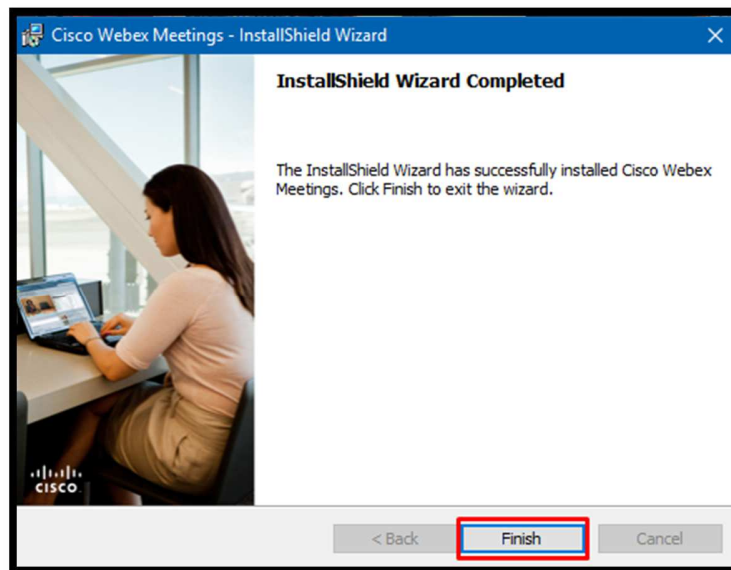 Cisco Webex Meetings - InstallShield Wizard
InstallShield Wizard Completed
The InstallShield Wizard has successfully installed Cisco Webex
Meetings. Click Finish to exit the wizard.
CISCO
< Back
Finish
Cancel